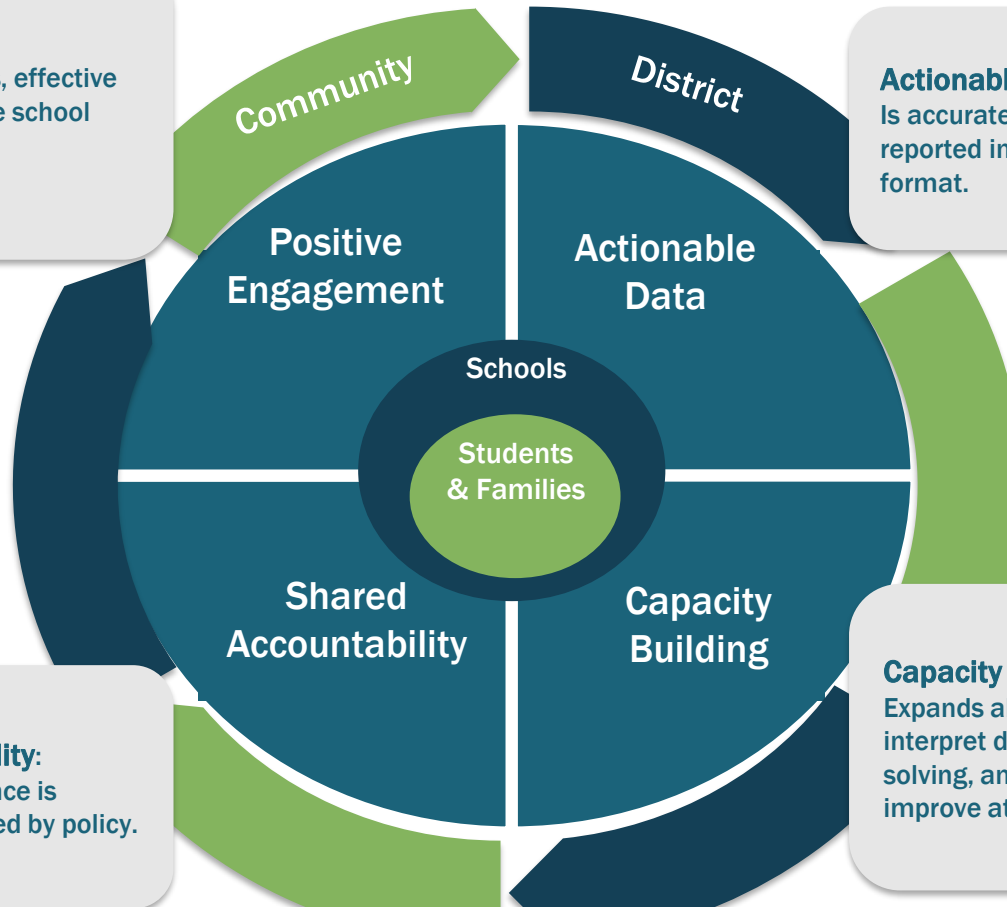 , effective
school
Community
District
Actionabl
Is accurate
reported in
format.
Positive
Engagement
Actionable
Data
Schools
Students
& Families
Shared
Accountability
Capacity
Building
lity:
ce is
ed by policy.
Capacity
Expands a
interpret d
solving, an
improve at